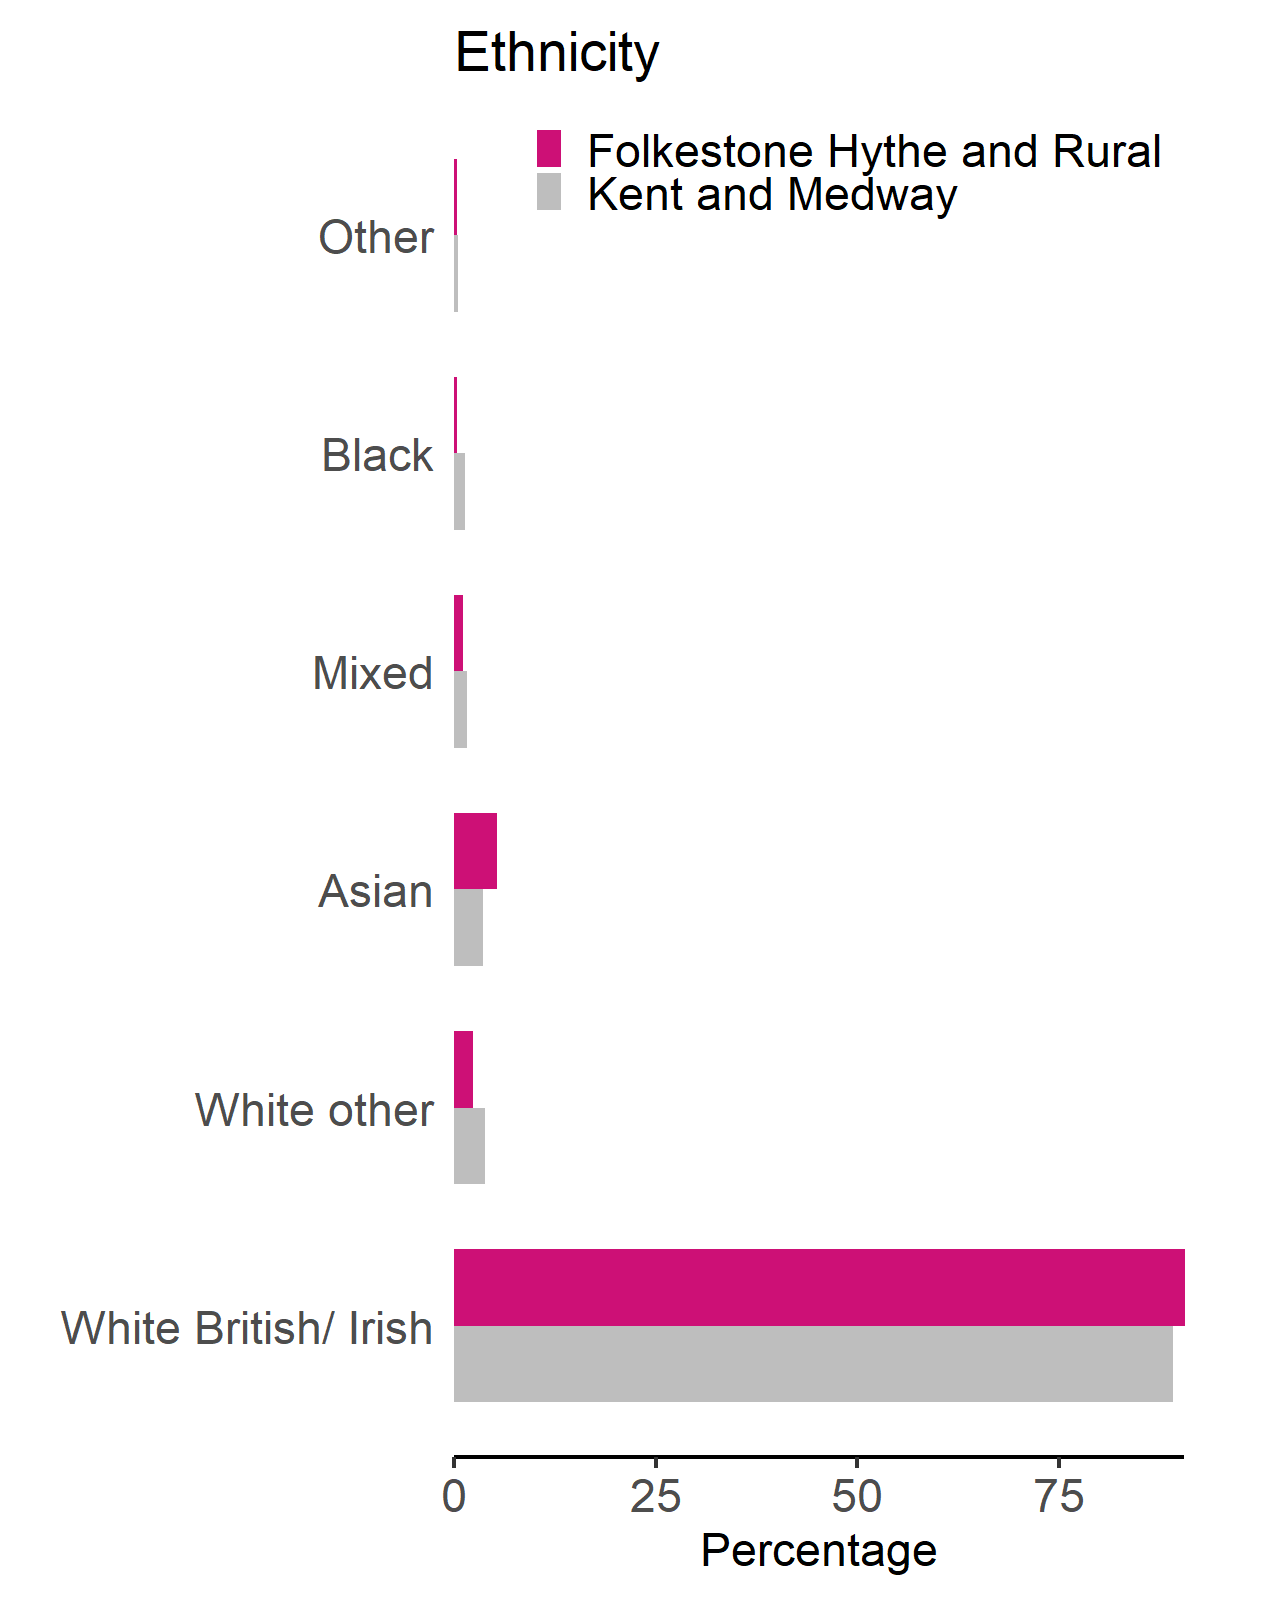 Ethnicity
Folkestone Hythe and Rural
Kent and Medway
Other
Black
Mixed
Asian
White other
White British/ Irish
0 25 50 75
Percentage